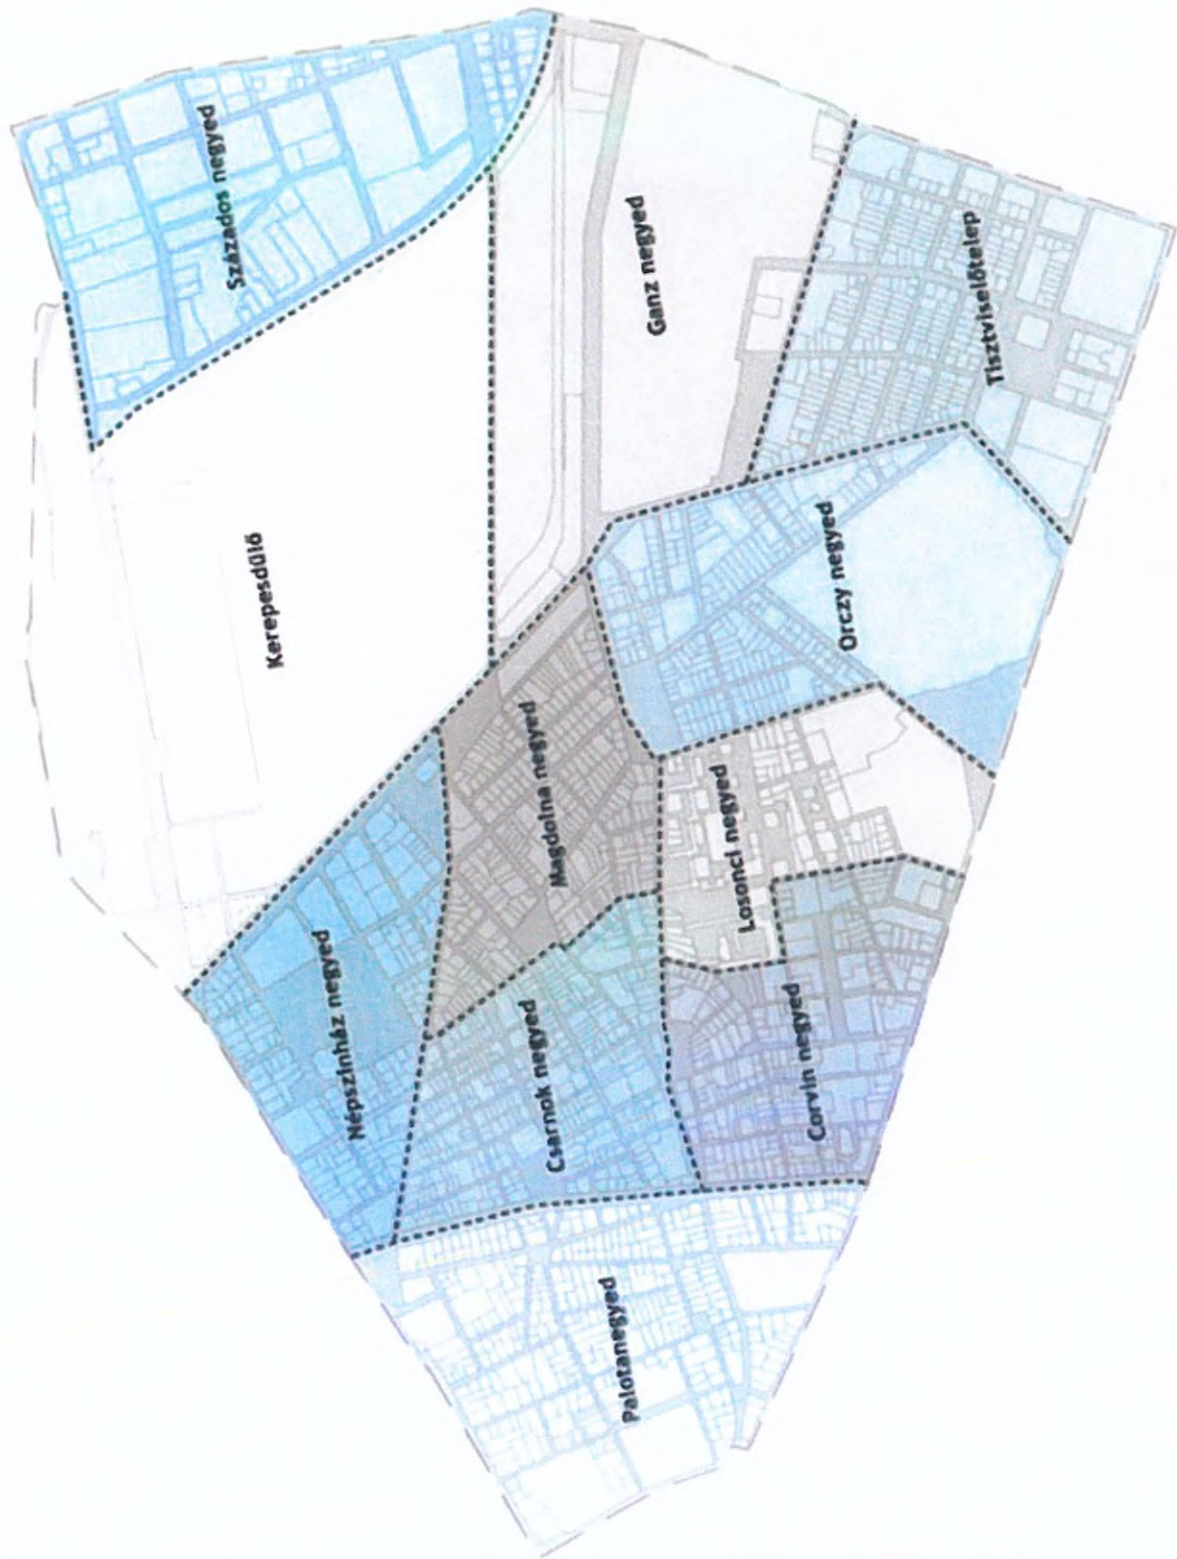 Százados negyed
Kerepesdűlő
Ganz negyed
Tisztviselőtelep
Orczy negyed
Magdolna negyed
Losonci negyed
Népszínház negyed
Csarnok negyed
Corvin negyed
Palotanegyed